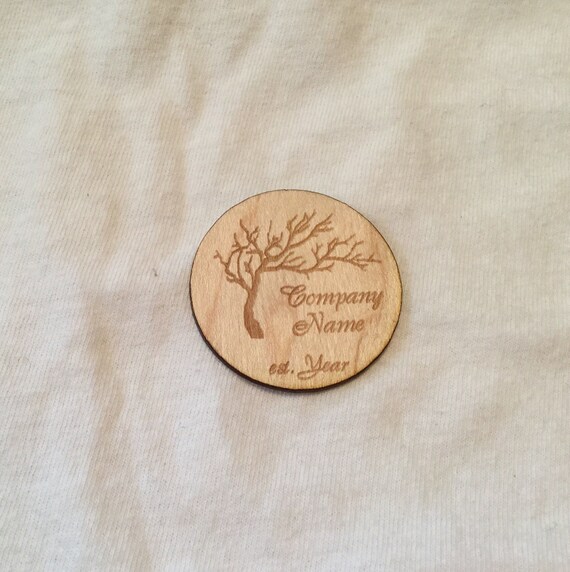 Company
Name
est. Year